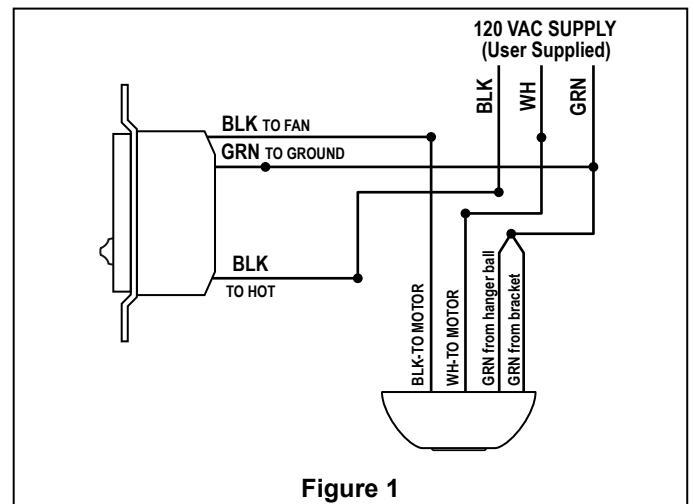 120 VAC SUPPLY
(User Supplied)
BLK
WH
GRN
BLK TO FAN
GRN TO GROUND
BLK
TO HOT
BLK-TO MOTOR
WH-TO MOTOR
GRN from hanger ball
GRN from bracket
Figure 1